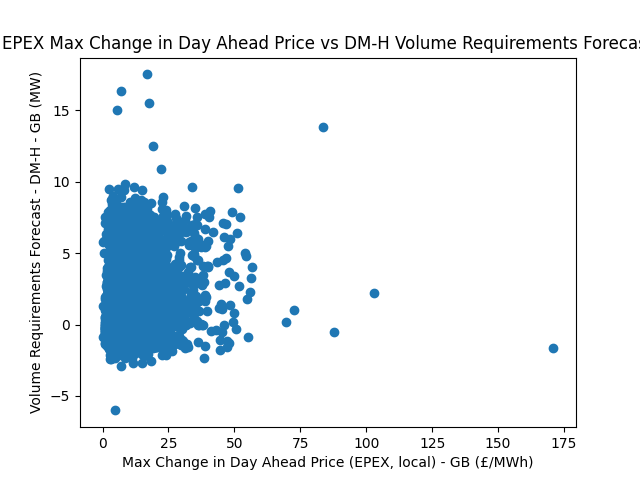 EPEX Max Change in Day Ahead Price vs DM-H Volume Requirements Forecas
Volume Requirements Forecast - DM-H - GB (MW)
15
10
5
0
−5
0 25 50 75 100 125 150 175
Max Change in Day Ahead Price (EPEX, local) - GB (£/MWh)